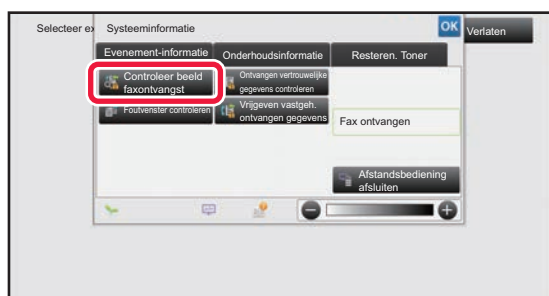 Selecteer ex
Systeeminformatie
OK
Verlaten
Evenement-informatie
Onderhoudsinformatie
Resteren. Toner
Controleer beeld
faxontvangst
Ontvangen vertrouwelijke
gegevens controleren
Foutvenster controleren
Vrijgeven vastgeh.
ontvangen gegevens
Fax ontvangen
Afstandsbediening
afsluiten